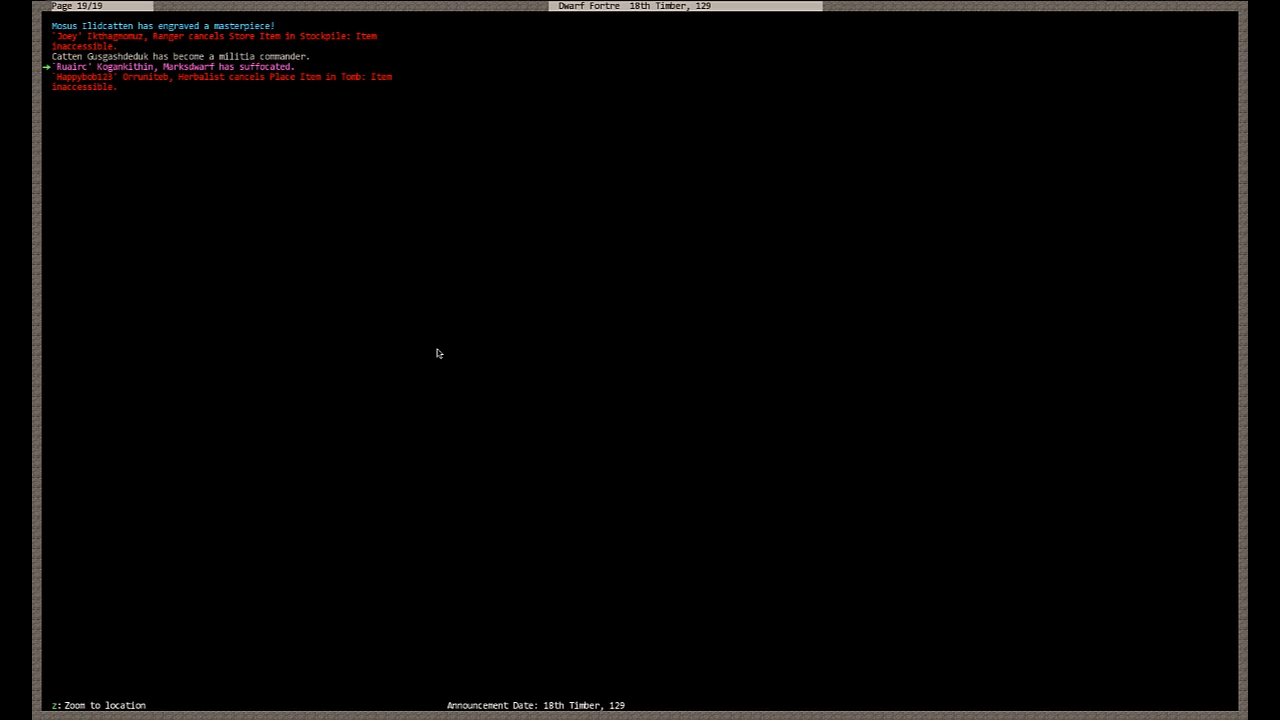 Page 19/19
Dwarf Fortre 18th Timber, 129
Mosus Ilidcatten has engraved a masterpiece!
`Joey' Ikthagmomuz, Ranger cancels Store Item in Stockpile: Item
inaccessible.
Catten Gusgashdeduk has become a militia commander.
`Ruairc' Kogankithin, Marksdwarf has suffocated.
`Happybob123' Orruniteb, Herbalist cancels Place Item in Tomb: Item
inaccessible.
z: Zoom to location
Announcement Date: 18th Timber, 129